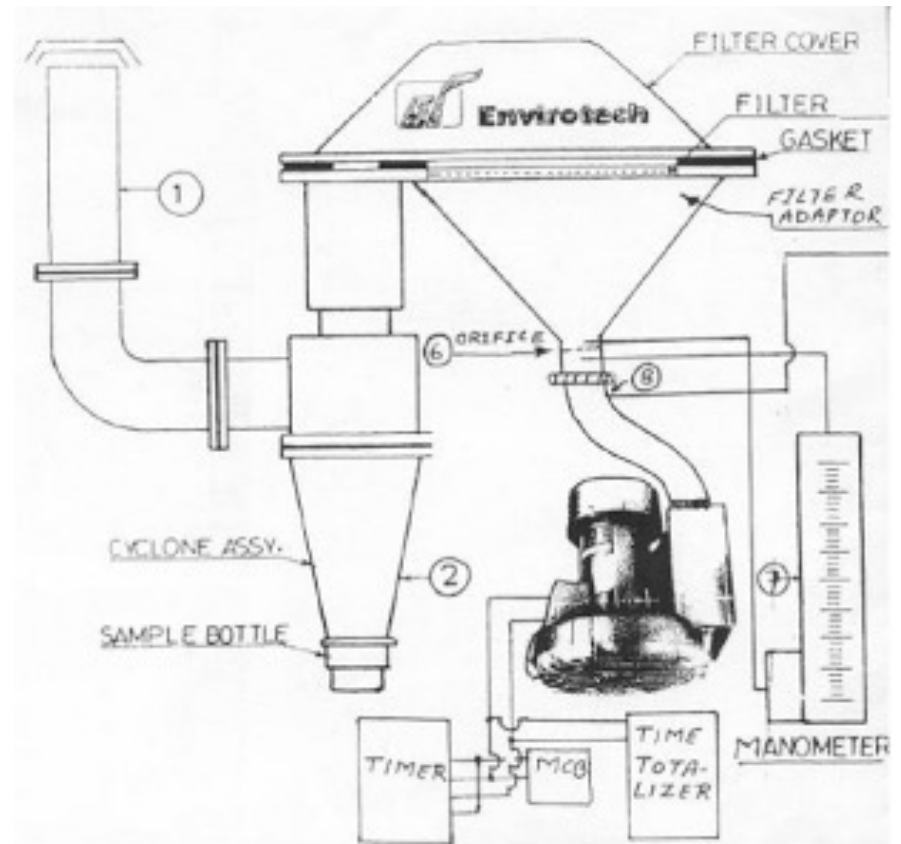 FILTER COVER
Envirotech
FILTER
GASKET
1
FILTER
ADAPTOR
6 ORIFICE
8
CYCLONE ASSY.
2
7
SAMPLE BOTTLE
TIMER
MCB
TIME
TOTA-
LIZER
MANOMETER